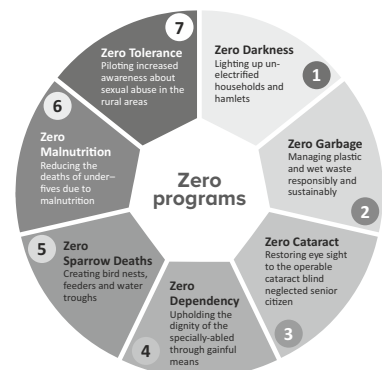 Zero
programs
Zero Darkness
Lighting up un-
electrified
households and
hamlets
1
Zero Garbage
Managing plastic
and wet waste
responsibly and
sustainably
2
Zero Cataract
Restoring eye sight
to the operable
cataract blind
neglected senior
citizen
3
Zero
Dependency
Upholding the
dignity of the
specially-abled
through gainful
means
4
Zero
Sparrow Deaths
Creating bird nests,
feeders and water
troughs
5
Zero
Malnutrition
Reducing the
deaths of under–
fives due to
malnutrition
6
Zero Tolerance
Piloting increased
awareness about
sexual abuse in the
rural areas
7